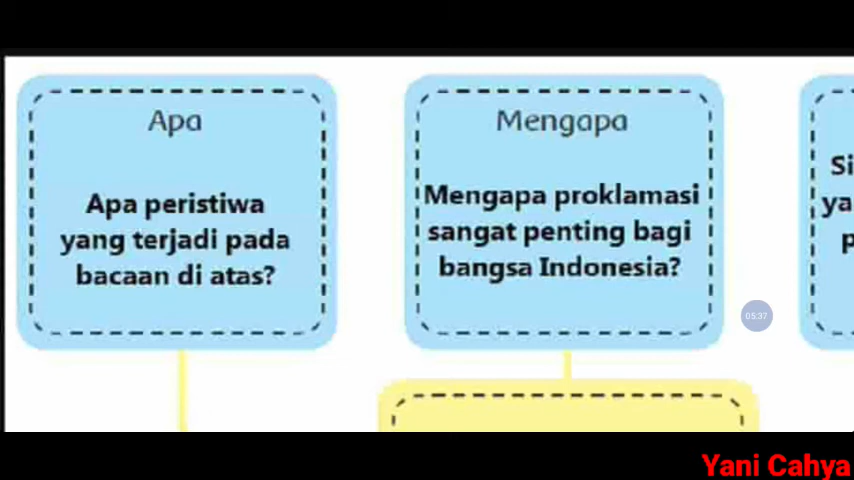 Apa
Apa peristiwa
yang terjadi pada
bacaan di atas?
Mengapa
Mengapa proklamasi
sangat penting bagi
bangsa Indonesia?
05:37
Yani Cahya